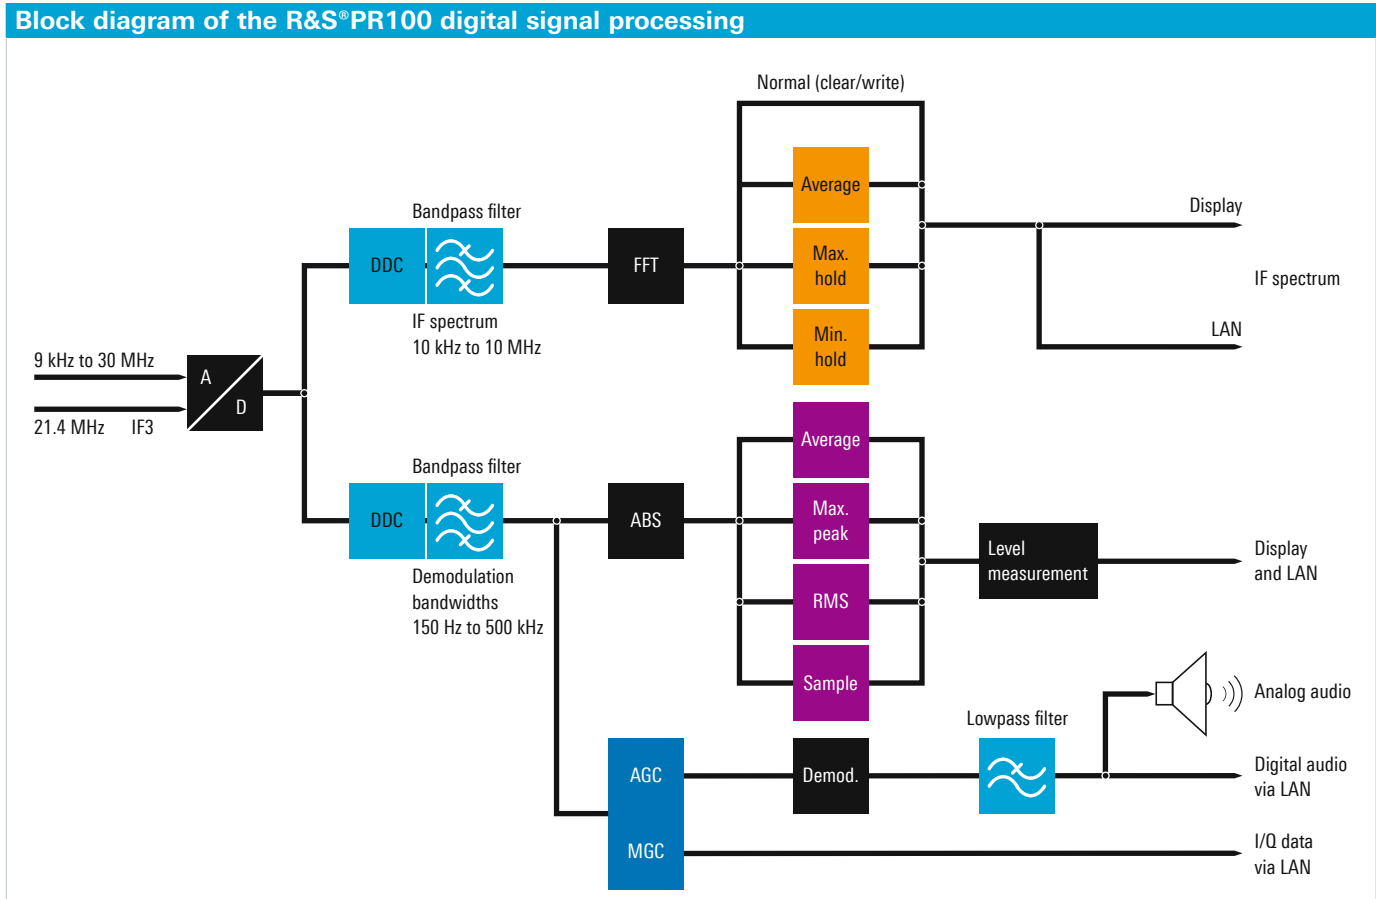 Block diagram of the R&S®PR100 digital signal processing
Normal (clear/write)
Average
Display
Bandpass filter
DDC
FFT
Max.
hold
IF spectrum
IF spectrum
10 kHz to 10 MHz
Min.
hold
LAN
9 kHz to 30 MHz
A
D
21.4 MHz IF3
Average
Bandpass filter
DDC
ABS
Max.
peak
Level
measurement
Display
and LAN
Demodulation
bandwidths
150 Hz to 500 kHz
RMS
Sample
Analog audio
Lowpass filter
AGC
Demod.
Digital audio
via LAN
MGC
I/Q data
via LAN